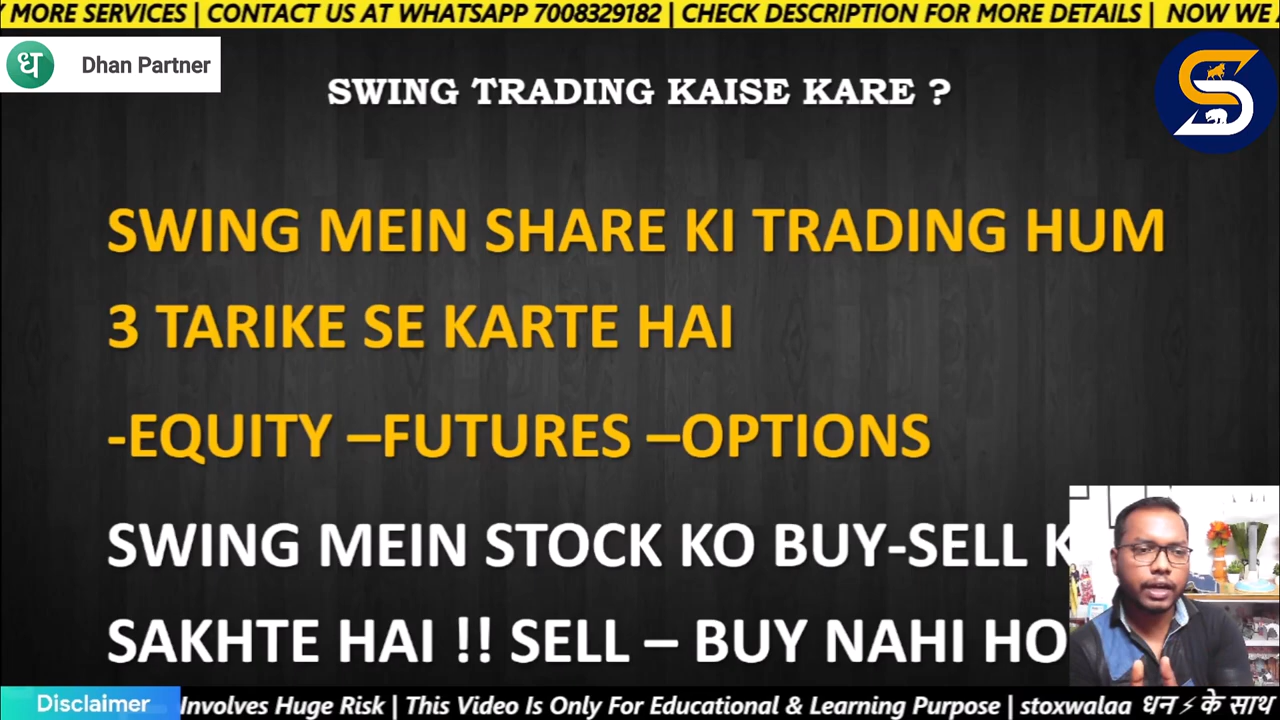 MORE SERVICES | CONTACT US AT WHATSAPP 7008329182 | CHECK DESCRIPTION FOR MORE DETAILS | NOW WE
ध Dhan Partner
SWING TRADING KAISE KARE ?
SWING MEIN SHARE KI TRADING HUM
3 TARIKE SE KARTE HAI
-EQUITY –FUTURES –OPTIONS
SWING MEIN STOCK KO BUY-SELL K
SAKHTE HAI !! SELL – BUY NAHI HO
Disclaimer Involves Huge Risk | This Video Is Only For Educational & Learning Purpose | stoxwalaa धन ⚡ के साथ